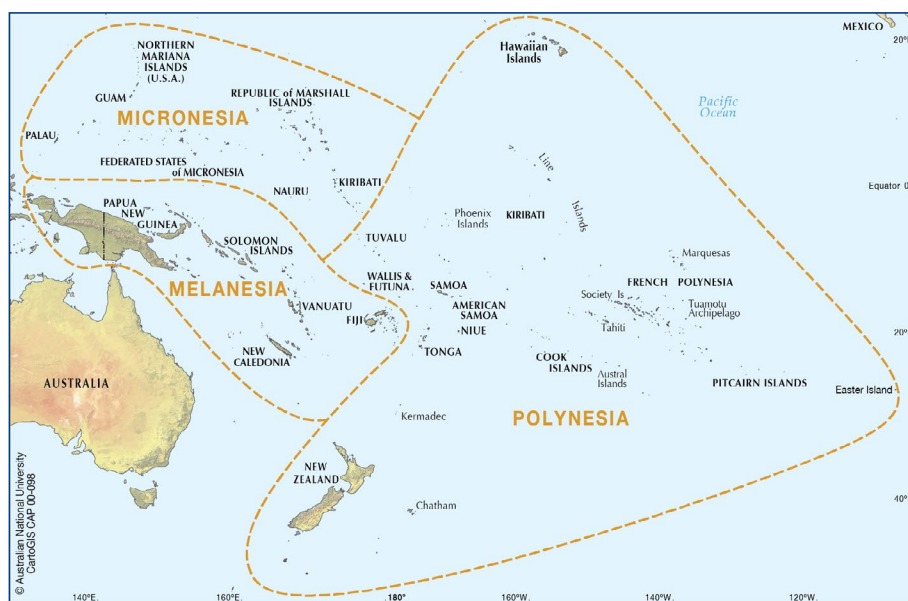 MEXICO
20°
Hawaiian
Islands
NORTHERN
MARIANA
ISLANDS
(U.S.A.)
GUAM
REPUBLIC of MARSHALL
ISLANDS
MICRONESIA
Pacific
Ocean
PALAU
FEDERATED STATES
of MICRONESIA
NAURU
KIRIBATI
Line
Islands
Equator 0
PAPUA
NEW
GUINEA
Phoenix
Islands
KIRIBATI
SOLOMON
ISLANDS
TUVALU
Marquesas
MELANESIA
WALLIS &
FUTUNA
SAMOA
FRENCH POLYNESIA
VANUATU
AMERICAN
SAMOA
Society Is
Tuamotu
Archipelago
FIJI
NIUE
Tahiti
20°
TONGA
NEW
CALEDONIA
COOK
ISLANDS
Austral
Islands
PITCAIRN ISLANDS
Easter Island
AUSTRALIA
Kermadec
POLYNESIA
NEW
ZEALAND
Chatham
40°
© Australian National University
CartoGIS CAP 00-098
140°E
160°E
180°
160°W
140°W
120°W